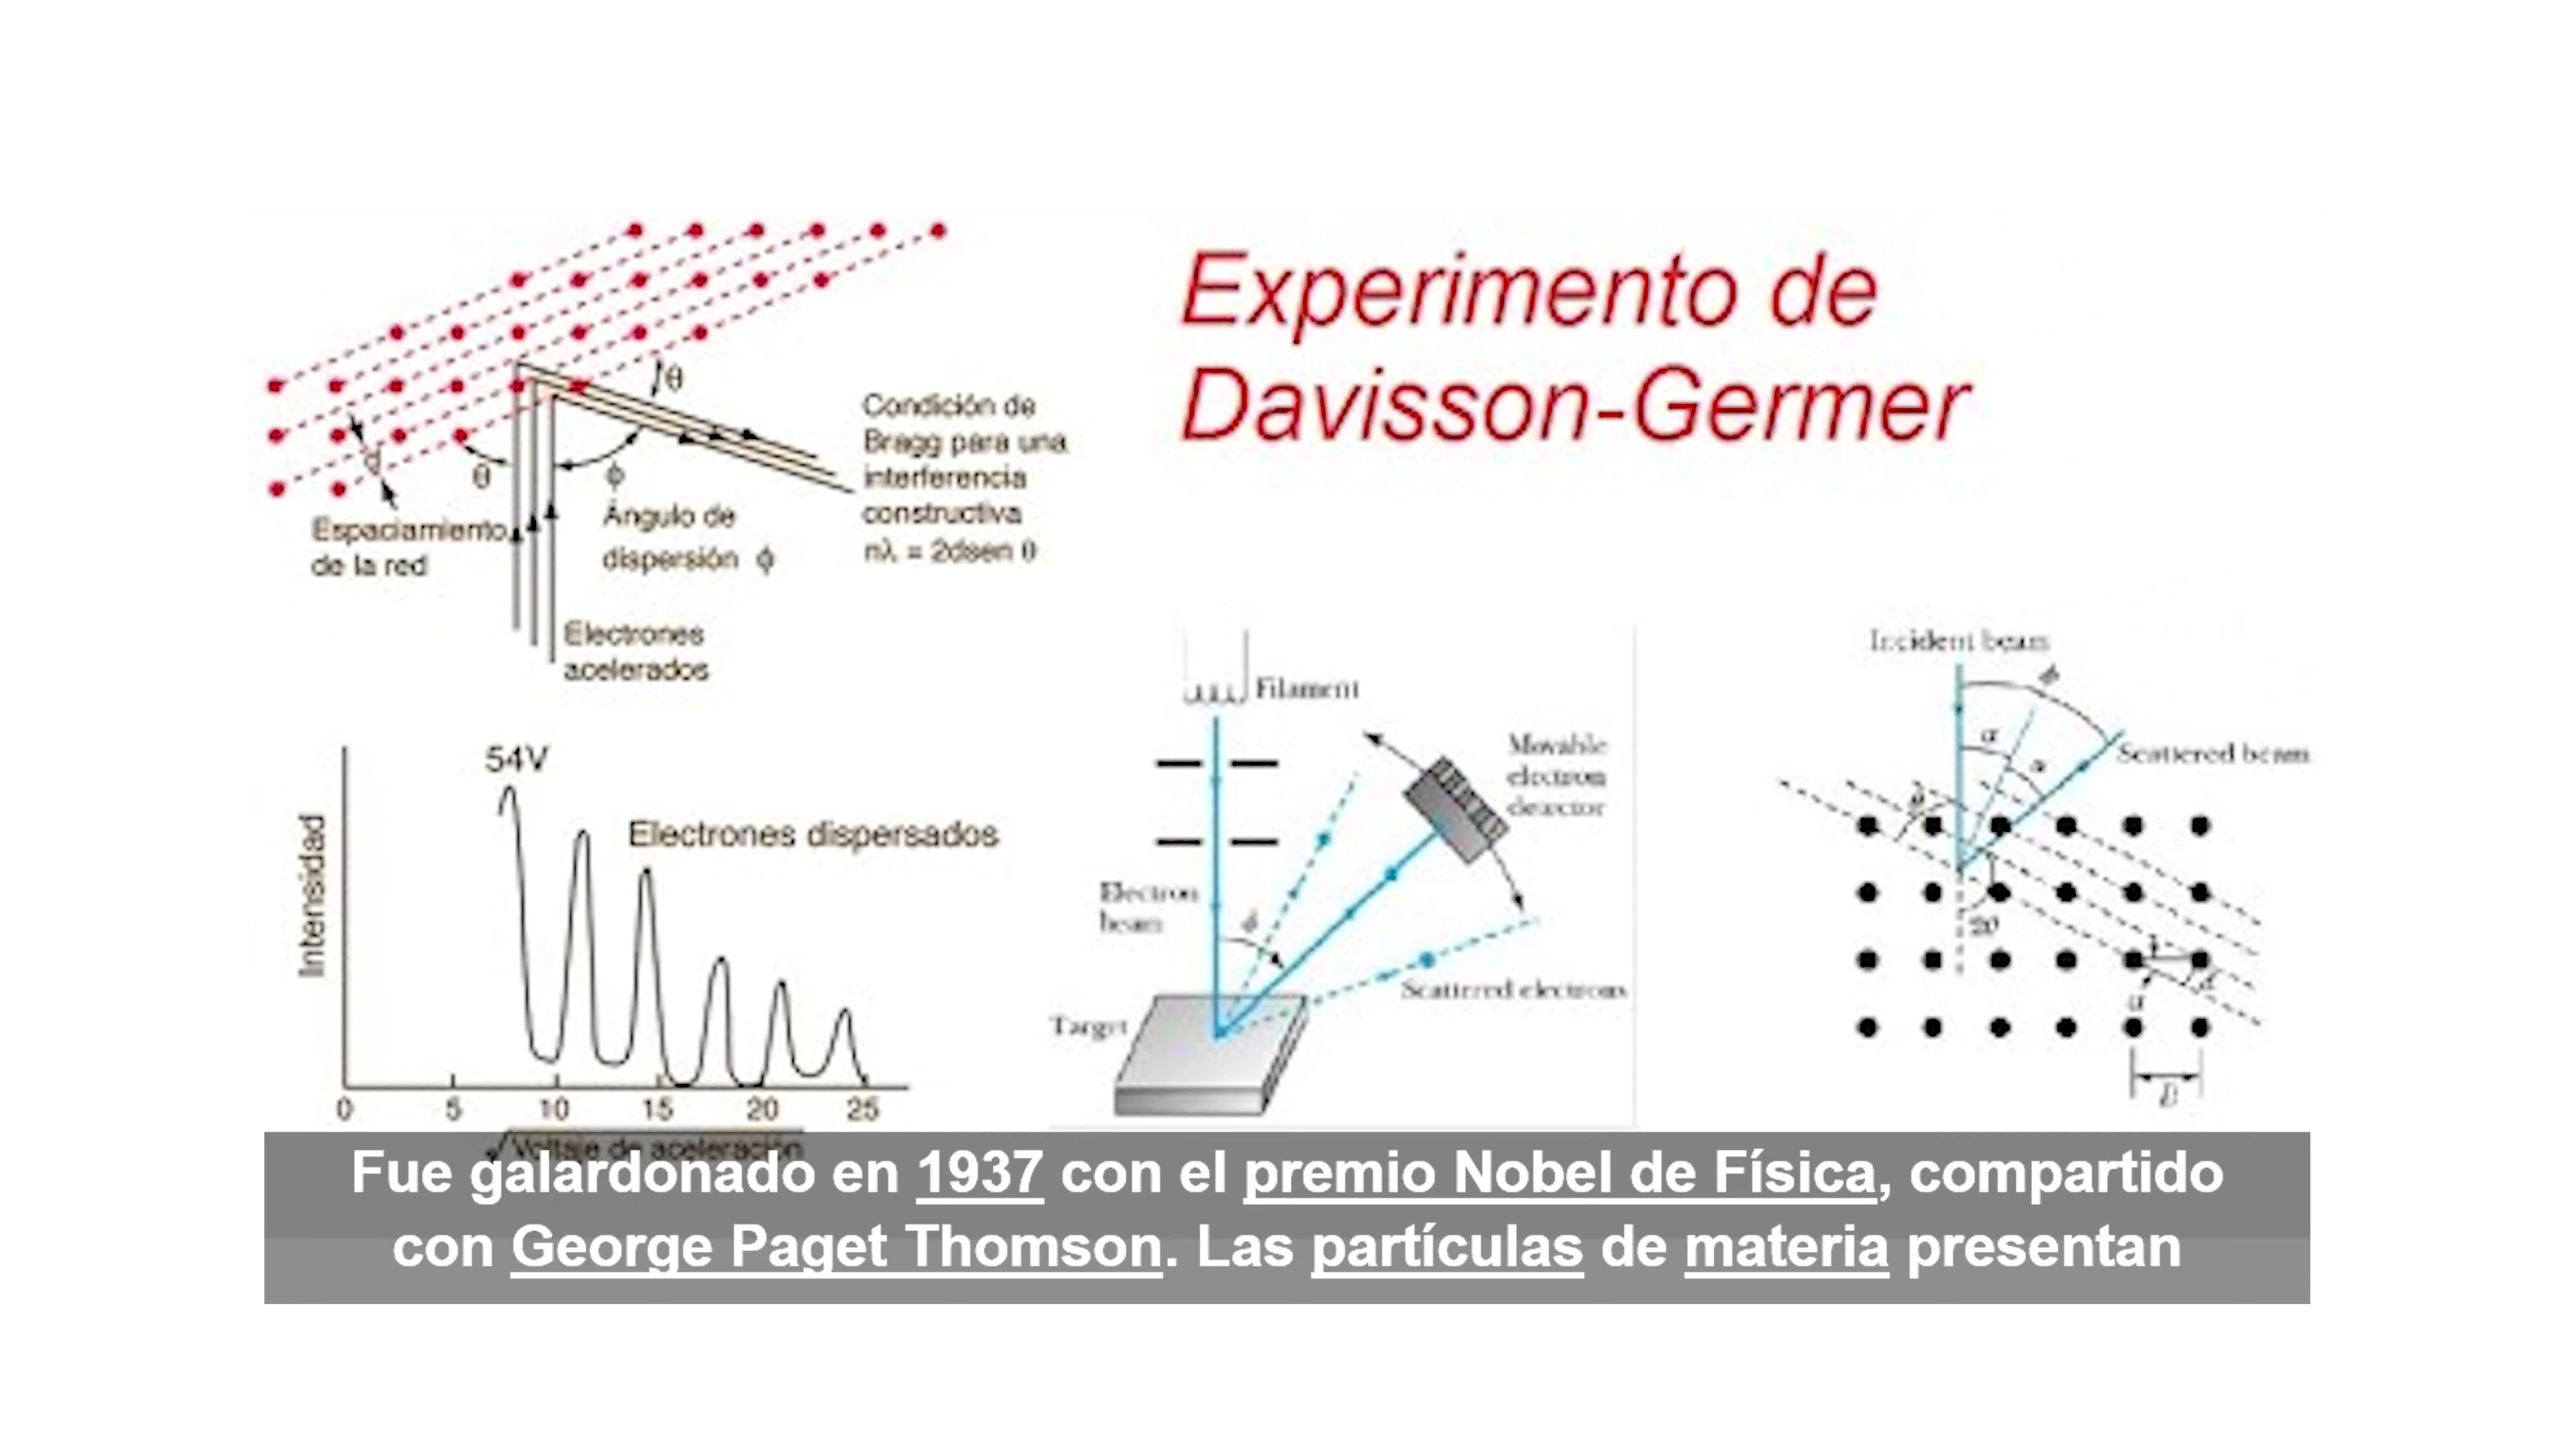 Experimento de
Davisson-Germer
θ
Condición de
Bragg para una
interferencia
constructiva
nλ = 2dsen θ
d
θ
ϕ
Espaciamiento
de la red
Ángulo de
dispersión ϕ
Electrones
acelerados
54V
Electrones dispersados
Intensidad
0 5 10 15 20 25
√Voltaje de aceleración
Filament
Movable
electron
detector
Electron
beam
ϕ
Scattered electrons
Target
Incident beam
α
α
Scattered beam
2θ
d
D
Fue galardonado en 1937 con el premio Nobel de Física, compartido
con George Paget Thomson. Las partículas de materia presentan